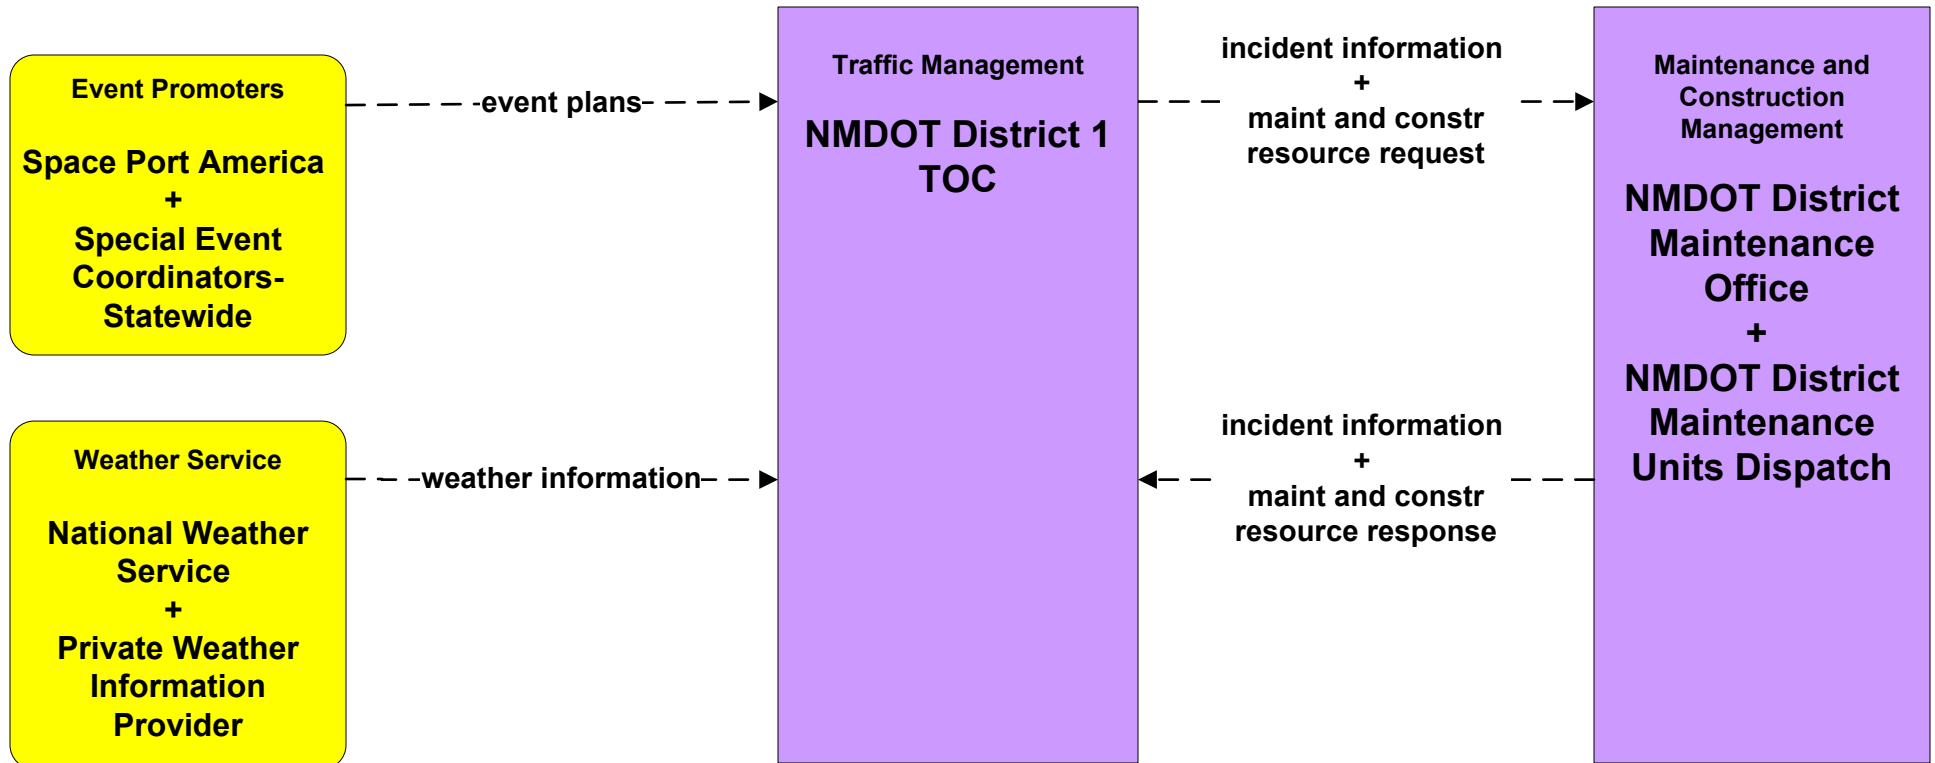 Event Promoters
Space Port America
+
Special Event
Coordinators-
Statewide
event plans
Weather Service
National Weather
Service
+
Private Weather
Information
Provider
weather information
Traffic Management
NMDOT District 1
TOC
incident information
+
maint and constr
resource request
incident information
+
maint and constr
resource response
Maintenance and
Construction
Management
NMDOT District
Maintenance
Office
+
NMDOT District
Maintenance
Units Dispatch